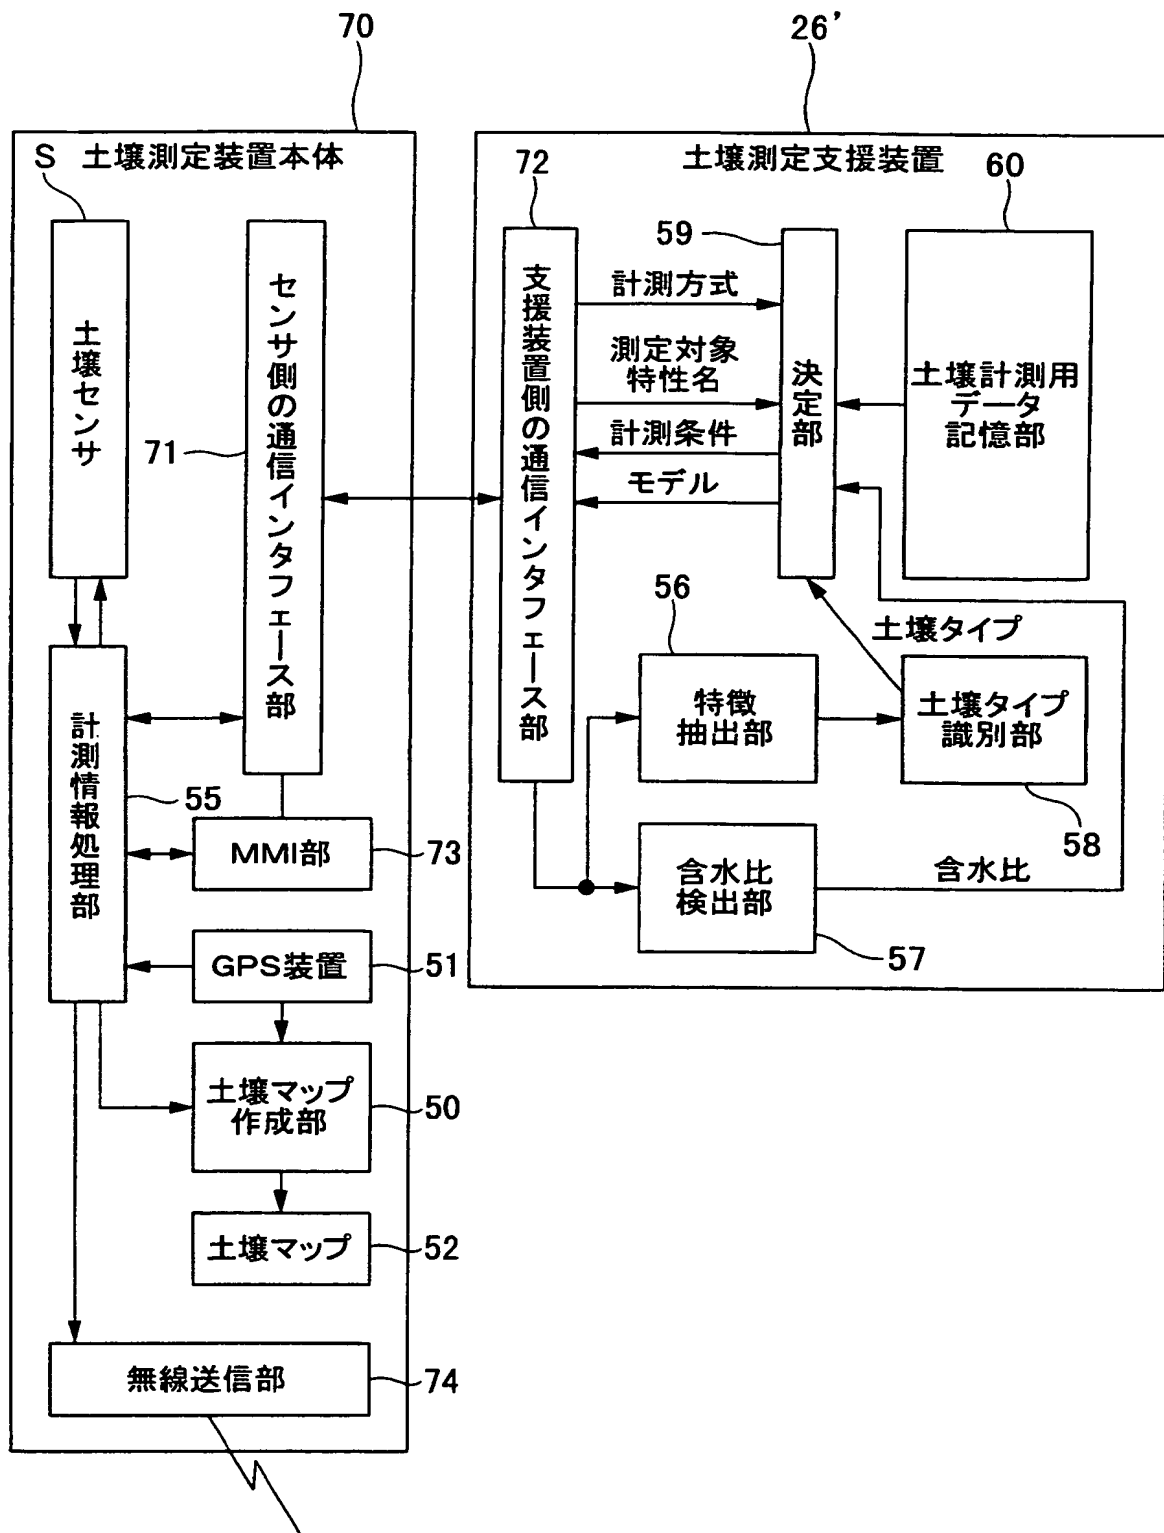 70
26’
S 土壌測定装置本体
土壌センサ
71
センサ側の通信インタフェース部
計測情報処理部
55
MMI部
73
GPS装置
51
土壌マップ
作成部
50
土壌マップ
52
無線送信部
74
土壌測定支援装置
72
支援装置側の通信インタフェース部
59
60
計測方式
測定対象
特性名
計測条件
モデル
決定部
土壌計測用
データ
記憶部
56
土壌タイプ
特徴
抽出部
土壌タイプ
識別部
58
含水比
検出部
含水比
57